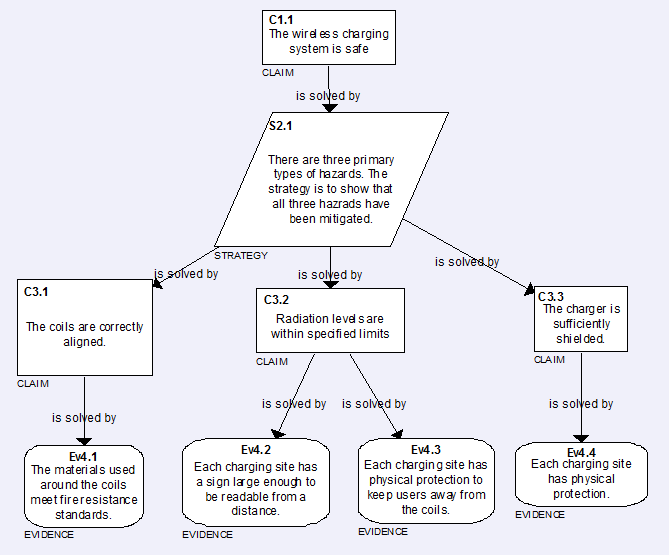 C1.1
The wireless charging
system is safe
CLAIM
is solved by
S2.1
There are three primary
types of hazards. The
strategy is to show that
all three hazrads have
been mitigated.
STRATEGY
is solved by
is solved by
is solved by
C3.1
The coils are correctly
aligned.
CLAIM
C3.2
Radiation levels are
within specified limits
CLAIM
C3.3
The charger is
sufficiently
shielded.
CLAIM
is solved by
is solved by
is solved by
is solved by
Ev4.1
The materials used
around the coils
meet fire resistance
standards.
EVIDENCE
Ev4.2
Each charging site has
a sign large enough to
be readable from a
distance.
EVIDENCE
Ev4.3
Each charging site has
physical protection to
keep users away from
the coils.
EVIDENCE
Ev4.4
Each charging site
has physical
protection.
EVIDENCE